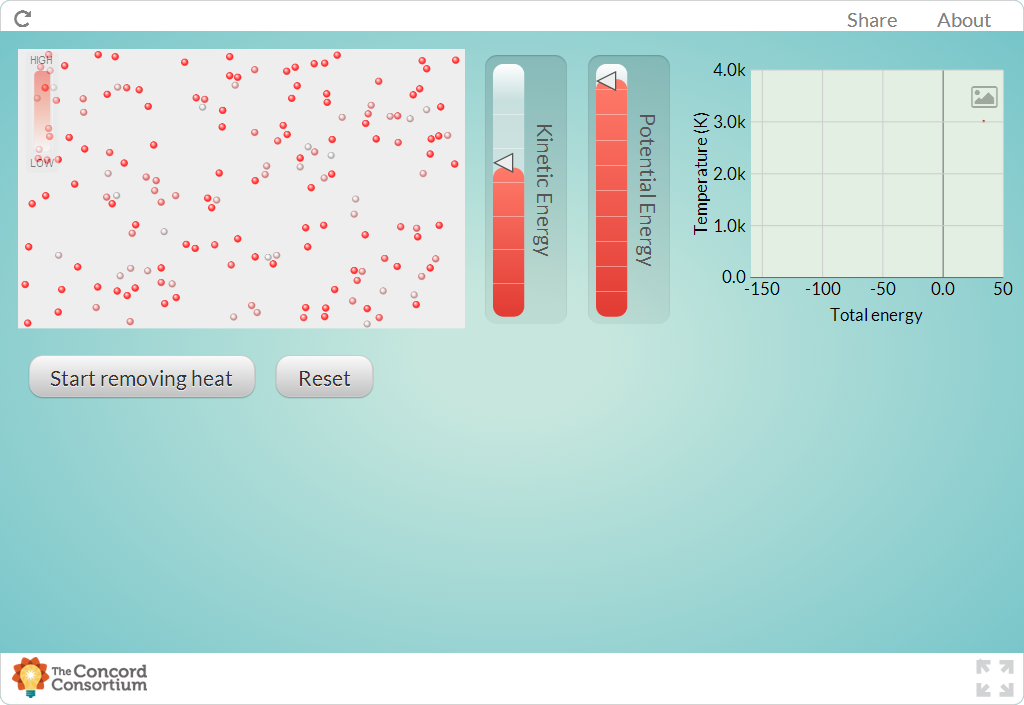 Share About
HIGH
LOW
Kinetic Energy
Potential Energy
Temperature (K)
4.0k
3.0k
2.0k
1.0k
0.0
-150 -100 -50 0.0 50
Total energy
Start removing heat Reset
The Concord
Consortium